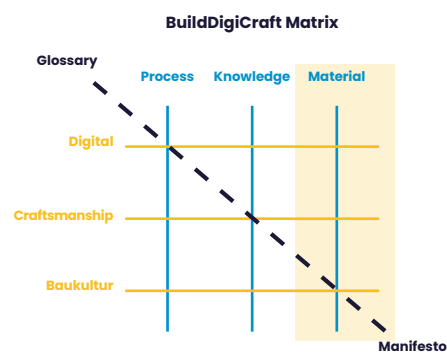 BuildDigiCraft Matrix
Glossary
Process Knowledge Material
Digital
Craftsmanship
Baukultur
Manifesto